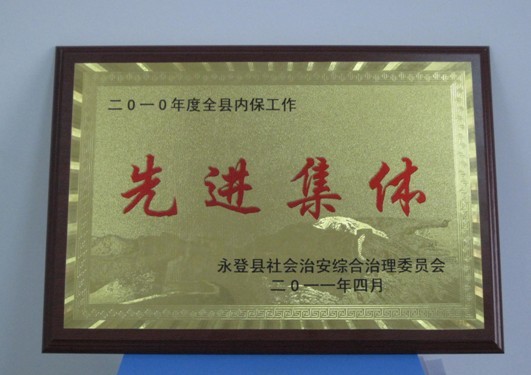 二0一0年度全县内保工作
先进集体
永登县社会治安综合治理委员会
二0一一年四月